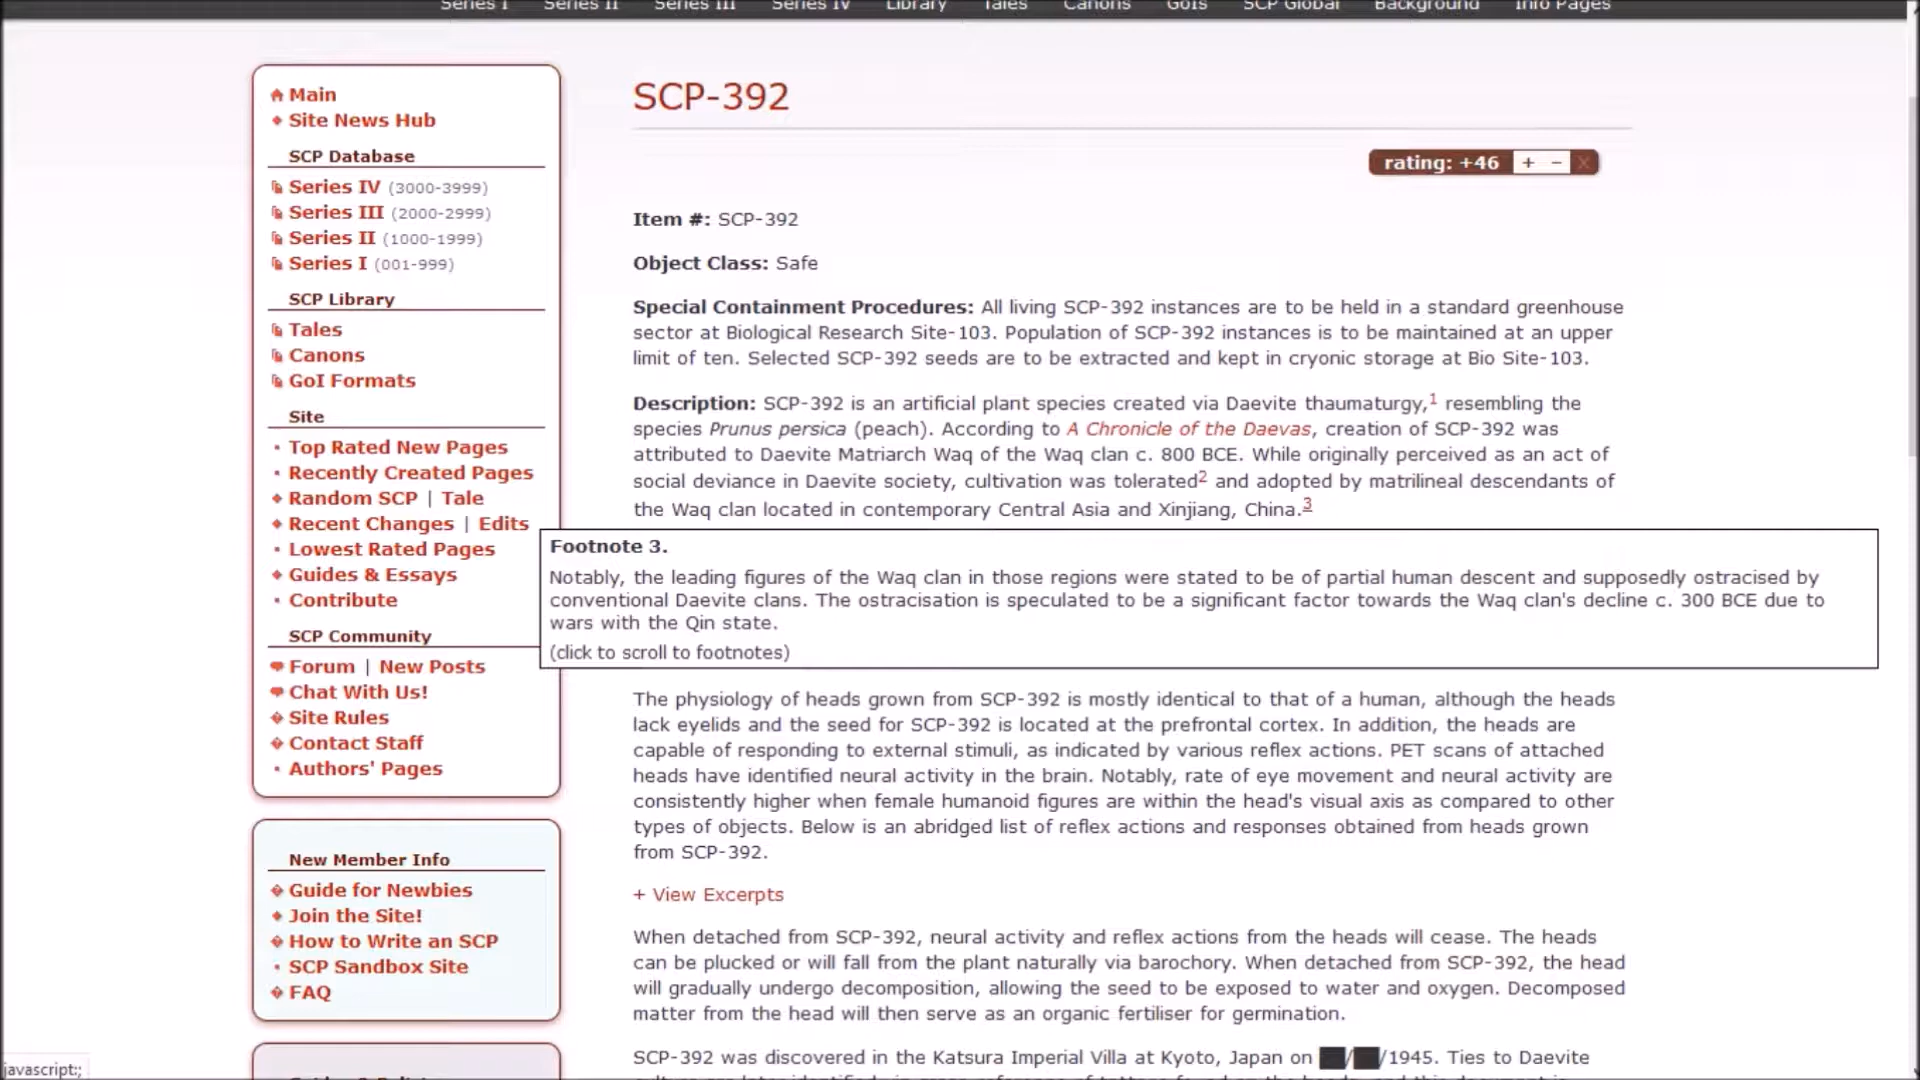 Series I Series II Series III Series IV Library Tales Canons GoIs SCP Global Background Info Pages
Main
Site News Hub
SCP Database
Series IV (3000-3999)
Series III (2000-2999)
Series II (1000-1999)
Series I (001-999)
SCP Library
Tales
Canons
GoI Formats
Site
Top Rated New Pages
Recently Created Pages
Random SCP | Tale
Recent Changes | Edits
Lowest Rated Pages
Guides & Essays
Contribute
SCP Community
Forum | New Posts
Chat With Us!
Site Rules
Contact Staff
Authors' Pages
New Member Info
Guide for Newbies
Join the Site!
How to Write an SCP
SCP Sandbox Site
FAQ
SCP-392
rating: +46 + − X
Item #: SCP-392
Object Class: Safe
Special Containment Procedures: All living SCP-392 instances are to be held in a standard greenhouse
sector at Biological Research Site-103. Population of SCP-392 instances is to be maintained at an upper
limit of ten. Selected SCP-392 seeds are to be extracted and kept in cryonic storage at Bio Site-103.
Description: SCP-392 is an artificial plant species created via Daevite thaumaturgy,1 resembling the
species Prunus persica (peach). According to A Chronicle of the Daevas, creation of SCP-392 was
attributed to Daevite Matriarch Waq of the Waq clan c. 800 BCE. While originally perceived as an act of
social deviance in Daevite society, cultivation was tolerated2 and adopted by matrilineal descendants of
the Waq clan located in contemporary Central Asia and Xinjiang, China.3
Footnote 3.
Notably, the leading figures of the Waq clan in those regions were stated to be of partial human descent and supposedly ostracised by
conventional Daevite clans. The ostracisation is speculated to be a significant factor towards the Waq clan's decline c. 300 BCE due to
wars with the Qin state.
(click to scroll to footnotes)
The physiology of heads grown from SCP-392 is mostly identical to that of a human, although the heads
lack eyelids and the seed for SCP-392 is located at the prefrontal cortex. In addition, the heads are
capable of responding to external stimuli, as indicated by various reflex actions. PET scans of attached
heads have identified neural activity in the brain. Notably, rate of eye movement and neural activity are
consistently higher when female humanoid figures are within the head's visual axis as compared to other
types of objects. Below is an abridged list of reflex actions and responses obtained from heads grown
from SCP-392.
+ View Excerpts
When detached from SCP-392, neural activity and reflex actions from the heads will cease. The heads
can be plucked or will fall from the plant naturally via barochory. When detached from SCP-392, the head
will gradually undergo decomposition, allowing the seed to be exposed to water and oxygen. Decomposed
matter from the head will then serve as an organic fertiliser for germination.
SCP-392 was discovered in the Katsura Imperial Villa at Kyoto, Japan on ██/██/1945. Ties to Daevite
javascript:;